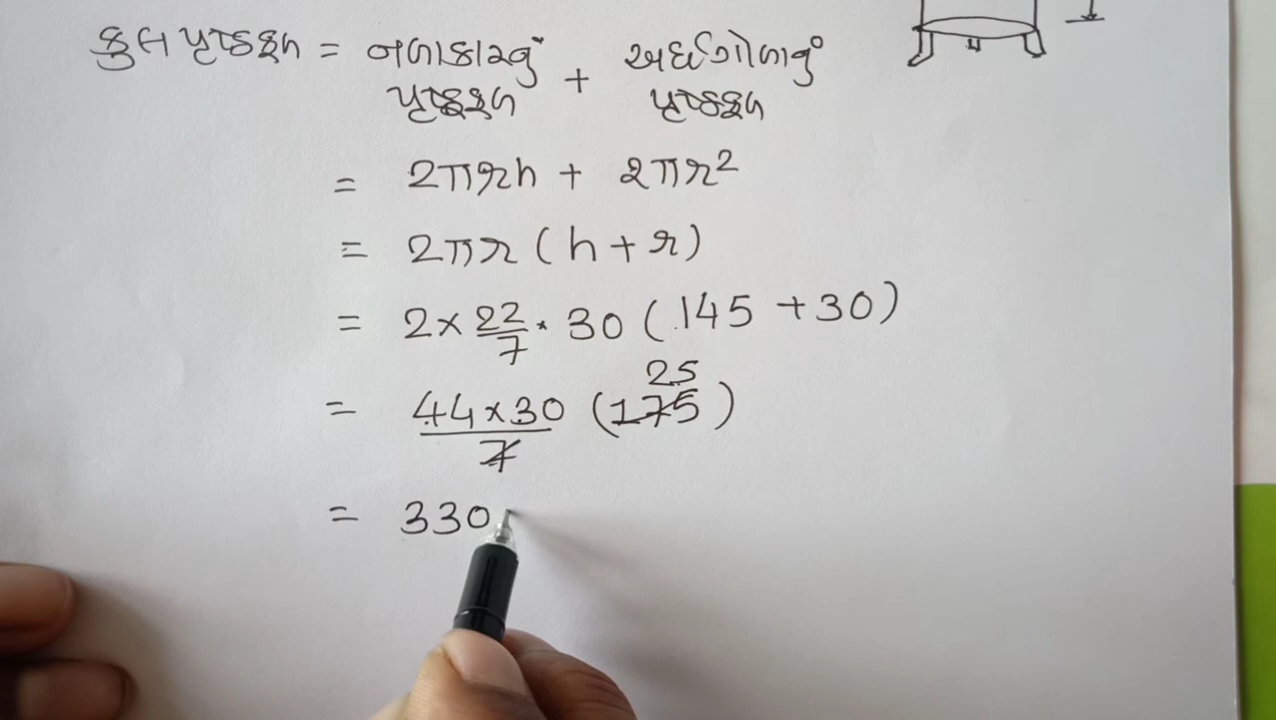 કુલ પૃષ્ઠફળ = નળાકારનું + અર્ધગોળાનું
પૃષ્ઠફળ પૃષ્ઠફળ
= 2πrh + 2πr²
= 2πr (h + r)
= 2 × 22/7 × 30 (145 + 30)
25
= 44 × 30 / 7 (175)
= 330